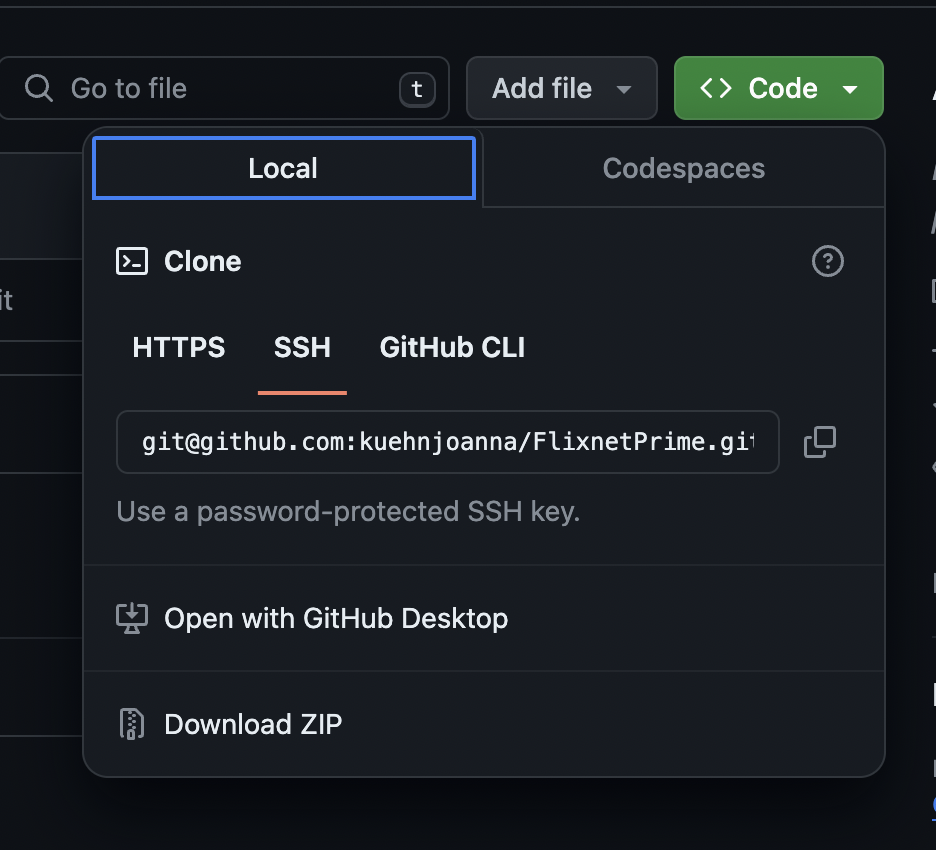 Go to file
t
Add file
<> Code
Local
Codespaces
Clone
HTTPS
SSH
GitHub CLI
git@github.com:kuehnjoanna/FlixnetPrime.git
Use a password-protected SSH key.
it
Open with GitHub Desktop
Download ZIP